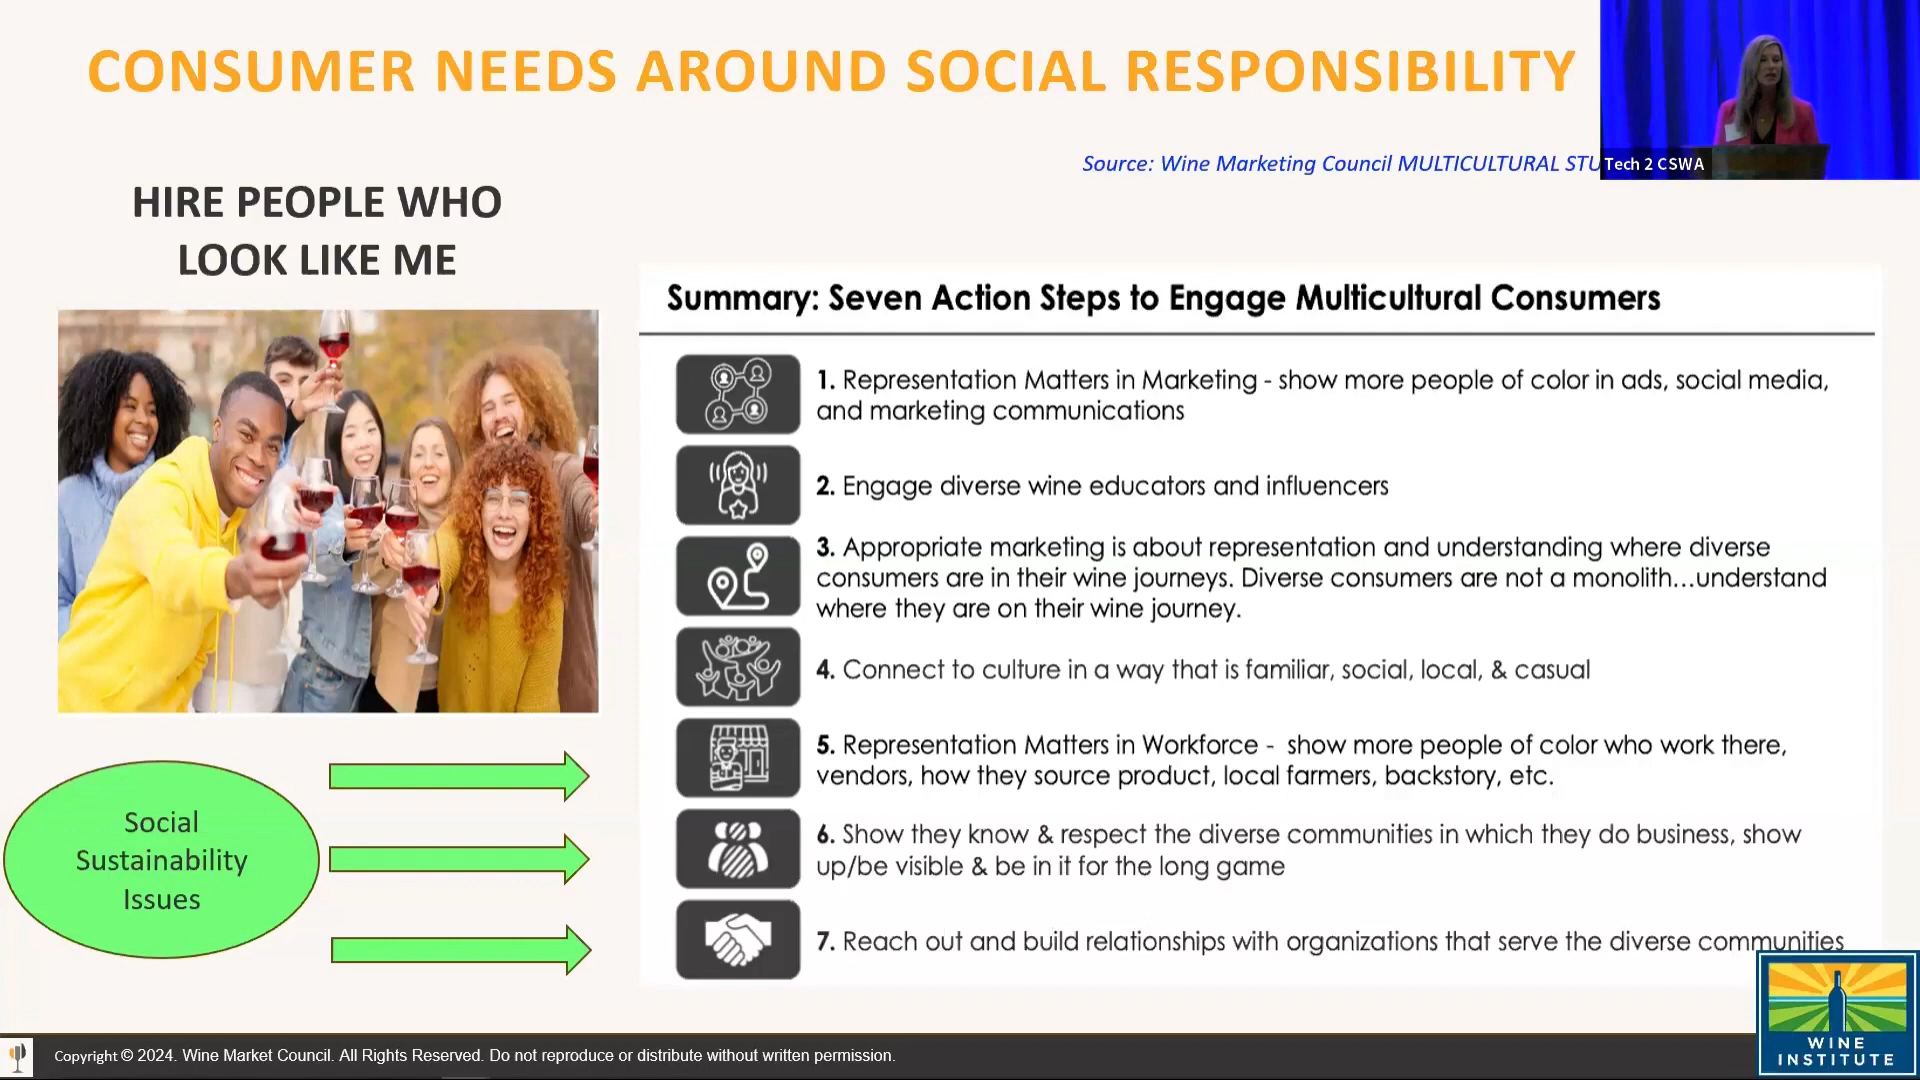 CONSUMER NEEDS AROUND SOCIAL RESPONSIBILITY
Source: Wine Marketing Council MULTICULTURAL STU
Tech 2 CSWA
HIRE PEOPLE WHO
LOOK LIKE ME
Summary: Seven Action Steps to Engage Multicultural Consumers
1. Representation Matters in Marketing - show more people of color in ads, social media,
and marketing communications
2. Engage diverse wine educators and influencers
3. Appropriate marketing is about representation and understanding where diverse
consumers are in their wine journeys. Diverse consumers are not a monolith…understand
where they are on their wine journey.
4. Connect to culture in a way that is familiar, social, local, & casual
5. Representation Matters in Workforce - show more people of color who work there,
vendors, how they source product, local farmers, backstory, etc.
6. Show they know & respect the diverse communities in which they do business, show
up/be visible & be in it for the long game
7. Reach out and build relationships with organizations that serve the diverse communities
Social
Sustainability
Issues
Copyright © 2024. Wine Market Council. All Rights Reserved. Do not reproduce or distribute without written permission.
WINE
INSTITUTE